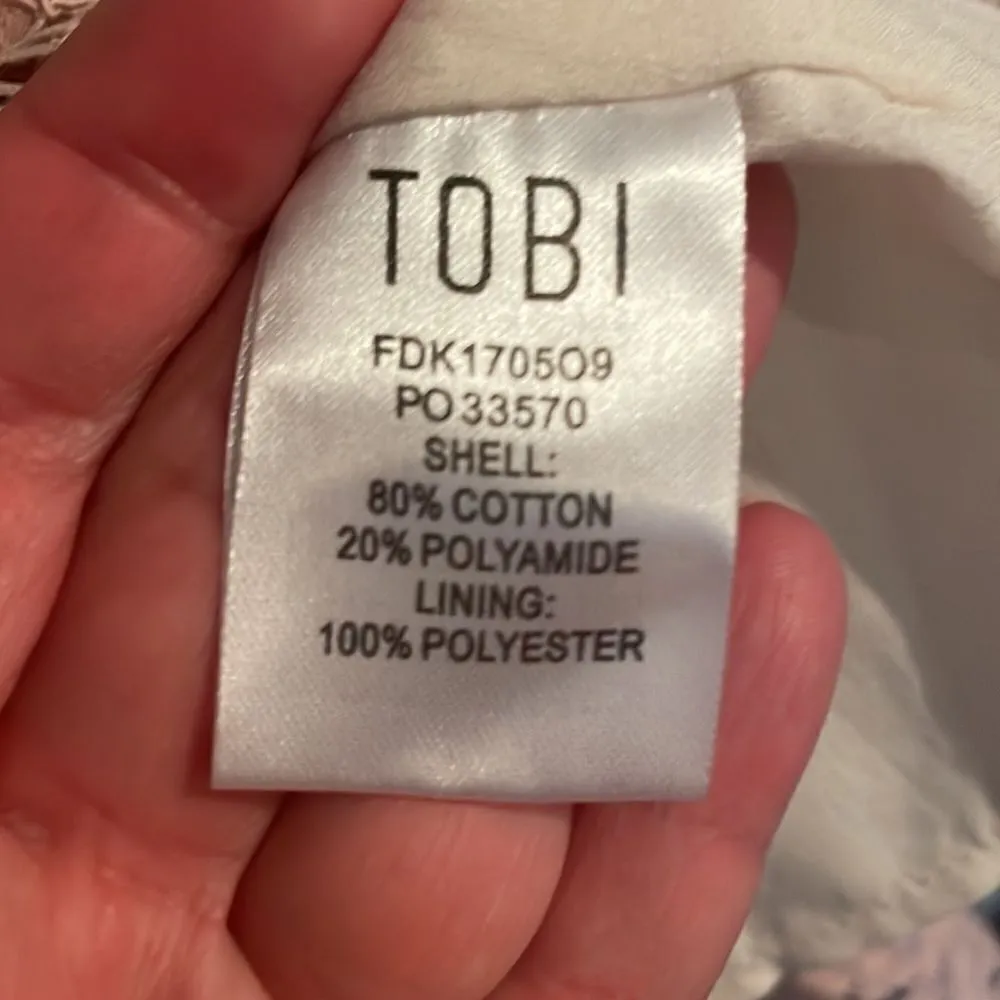 TOBI
FDK170509
PO33570
SHELL:
80% COTTON
20% POLYAMIDE
LINING:
100% POLYESTER